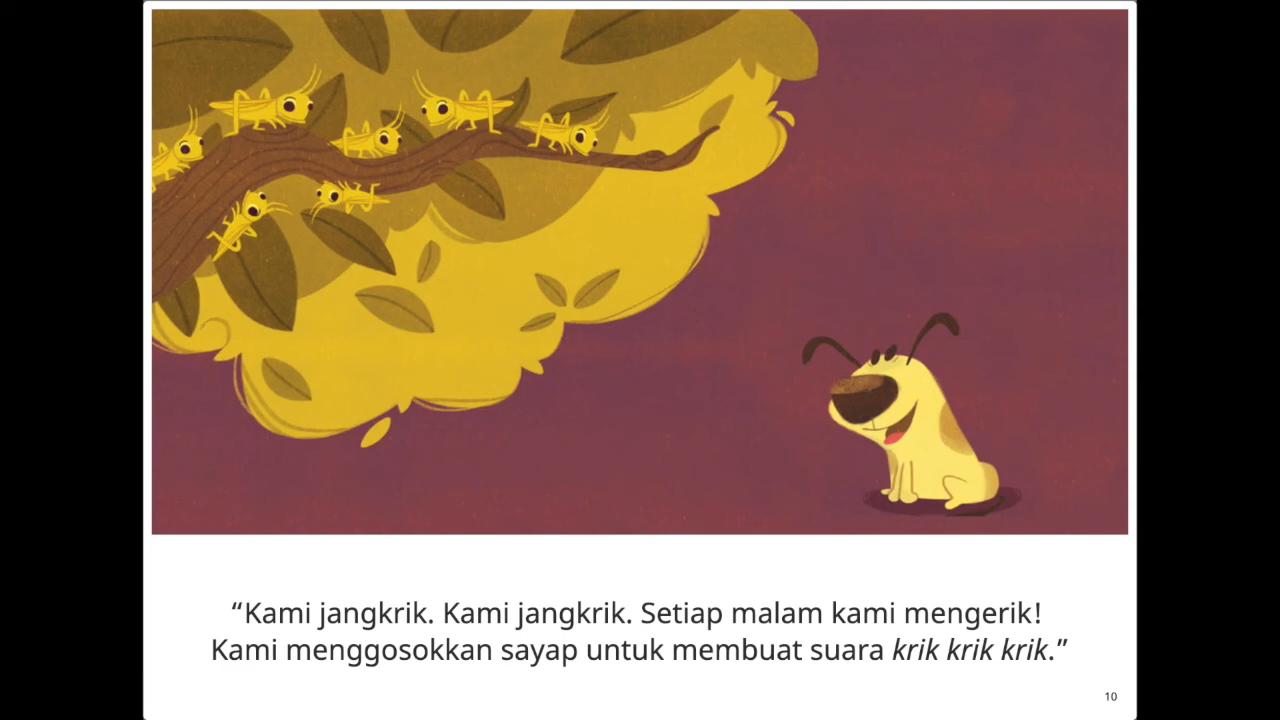 “Kami jangkrik. Kami jangkrik. Setiap malam kami mengerik!
Kami menggosokkan sayap untuk membuat suara krik krik krik.”
10